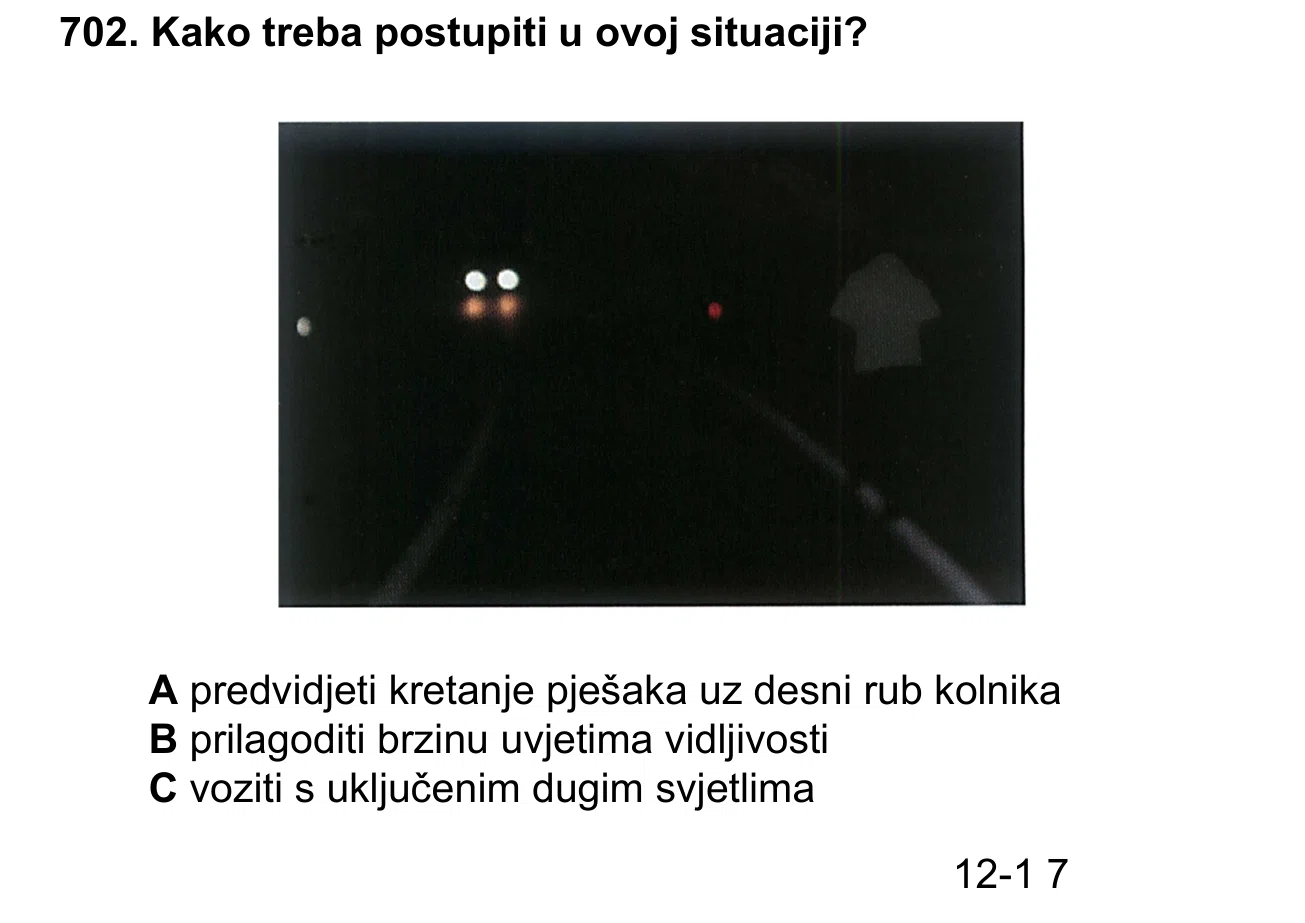 702. Kako treba postupiti u ovoj situaciji?
A predvidjeti kretanje pješaka uz desni rub kolnika
B prilagoditi brzinu uvjetima vidljivosti
C voziti s uključenim dugim svjetlima
12-1 7